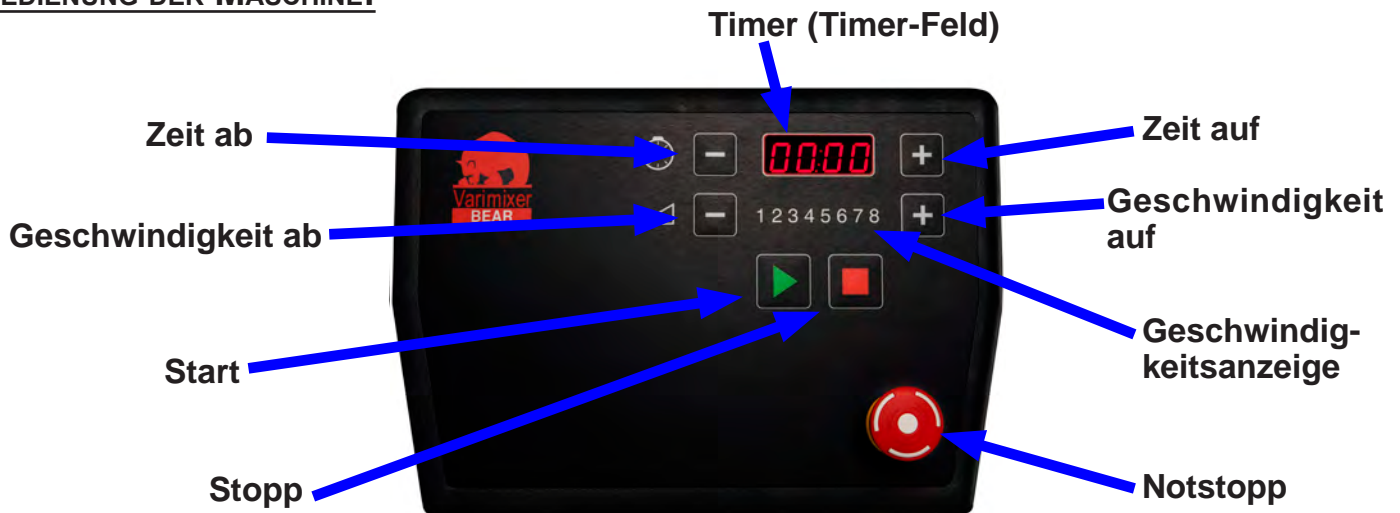 BEDIENUNG DER MASCHINE:
Timer (Timer-Feld)
Zeit ab
Zeit auf
00:00
Varimixer
BEAR
Geschwindigkeit ab
12345678
Geschwindigkeit
auf
Start
Geschwindig-
keitsanzeige
Stopp
Notstopp